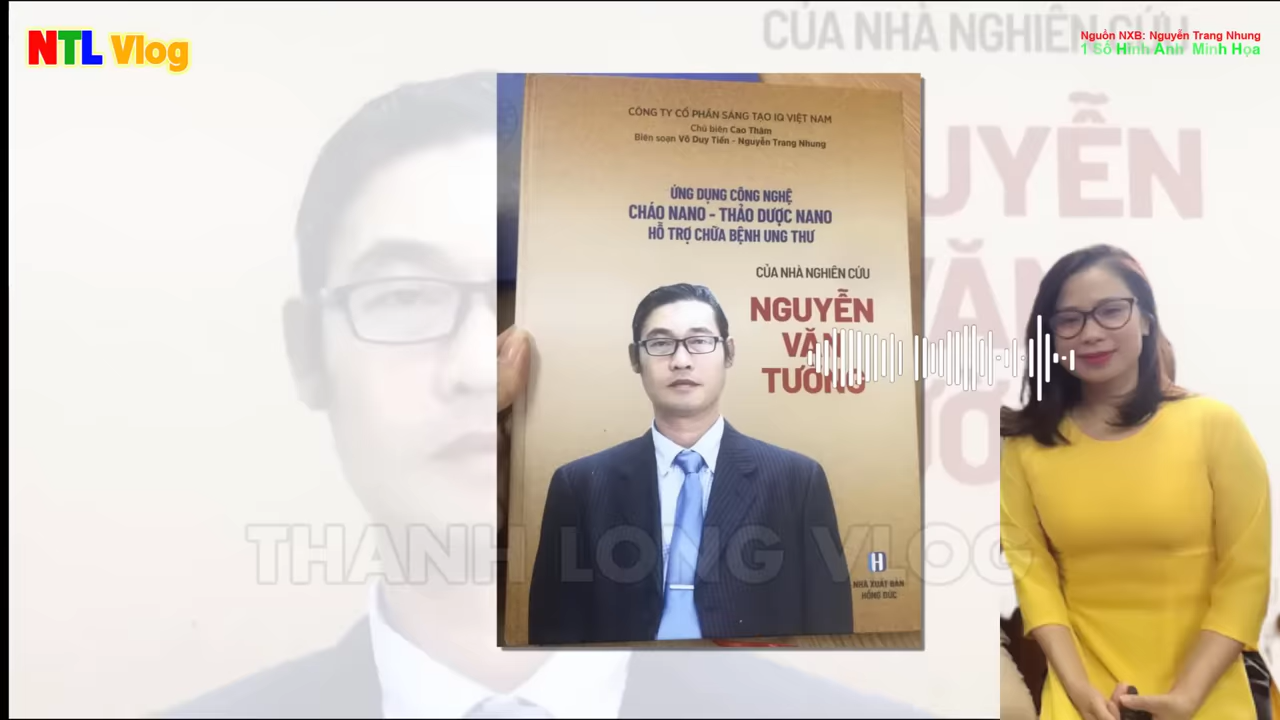 NTL Vlog
CỦA NHÀ NGHIÊN CỨU
Nguồn NXB: Nguyễn Trang Nhung
1 Số Hình Ảnh Minh Họa
CÔNG TY CỔ PHẦN SÁNG TẠO IQ VIỆT NAM
Chủ biên Cao Thâm
Biên soạn Võ Duy Tiến - Nguyễn Trang Nhung
ỨNG DỤNG CÔNG NGHỆ
CHÁO NANO - THẢO DƯỢC NANO
HỖ TRỢ CHỮA BỆNH UNG THƯ
CỦA NHÀ NGHIÊN CỨU
NGUYỄN
VĂN
TƯỜNG
H
NHÀ XUẤT BẢN
HỒNG ĐỨC
UYỄN
THANH LONG VLOG